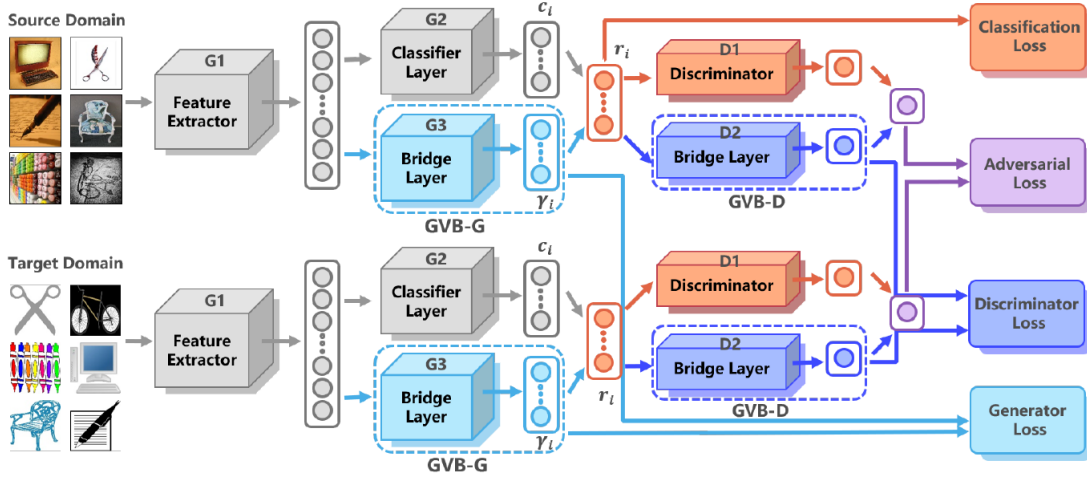 Source Domain
G1
Feature
Extractor
G2
Classifier
Layer
c_i
G3
Bridge
Layer
γ_i
GVB-G
r_i
D1
Discriminator
D2
Bridge Layer
GVB-D
Classification
Loss
Adversarial
Loss
Target Domain
G1
Feature
Extractor
G2
Classifier
Layer
c_i
G3
Bridge
Layer
γ_i
GVB-G
r_i
D1
Discriminator
D2
Bridge Layer
GVB-D
Discriminator
Loss
Generator
Loss